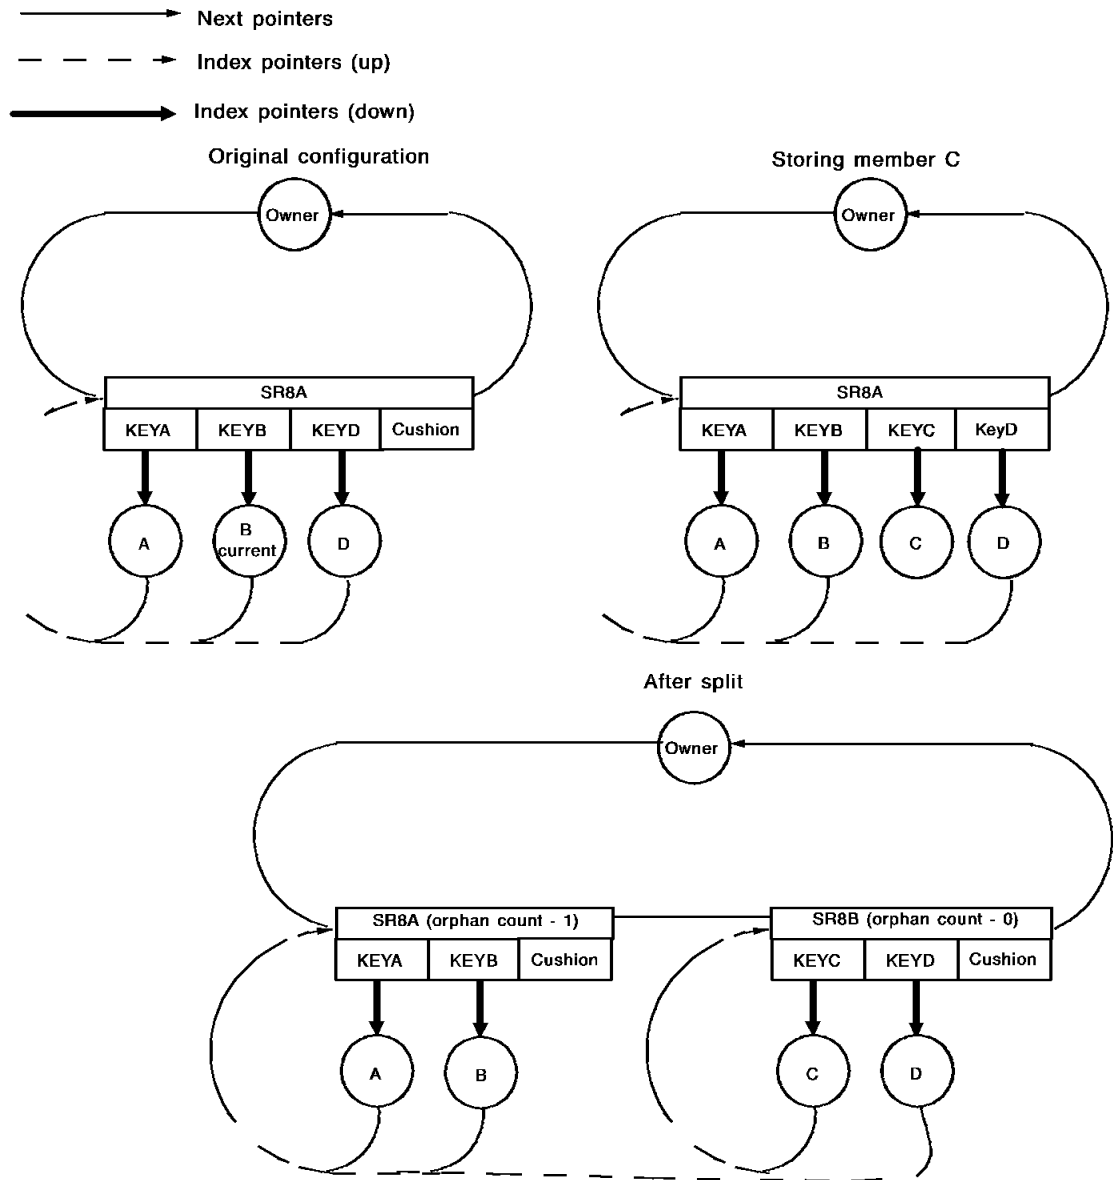 Next pointers
Index pointers (up)
Index pointers (down)
Original configuration
Owner
SR8A
KEYA KEYB KEYD Cushion
A
B
current
D
Storing member C
Owner
SR8A
KEYA KEYB KEYC KeyD
A B C D
After split
Owner
SR8A (orphan count - 1)
KEYA KEYB Cushion
A B
SR8B (orphan count - 0)
KEYC KEYD Cushion
C D